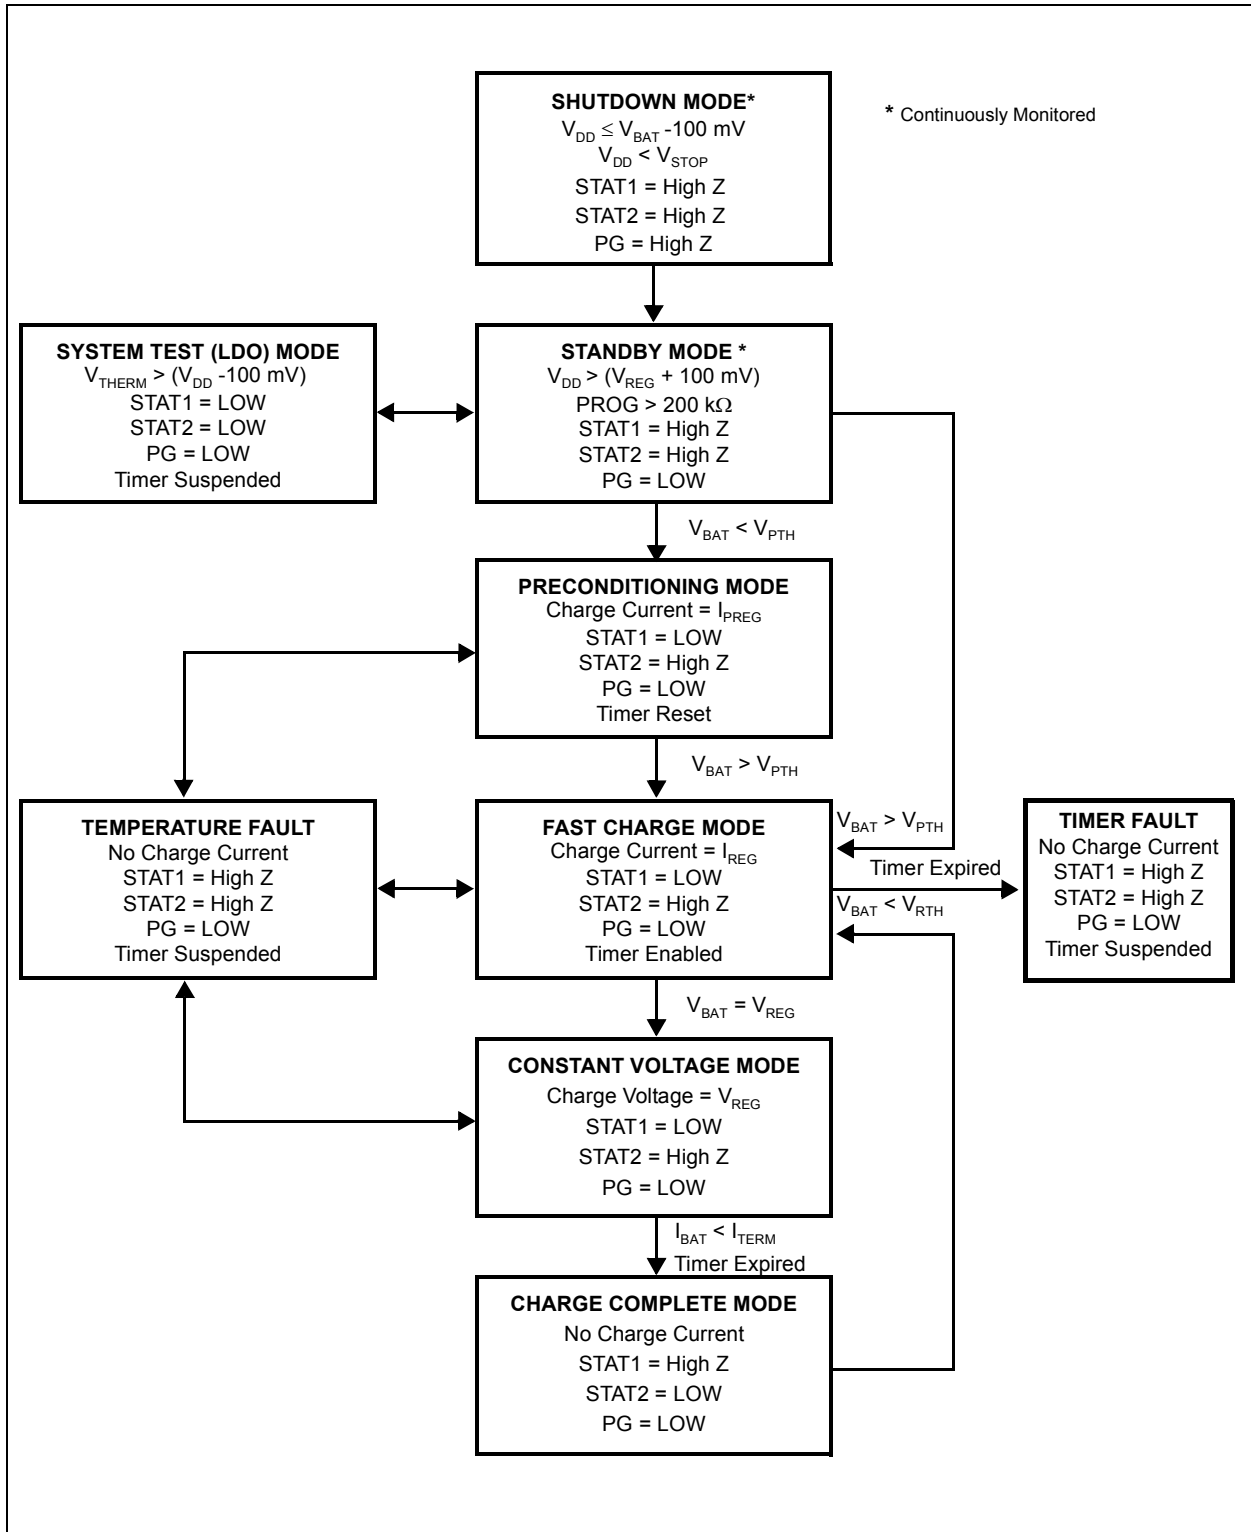 SHUTDOWN MODE*
V_DD ≤ V_BAT -100 mV
V_DD < V_STOP
STAT1 = High Z
STAT2 = High Z
PG = High Z
* Continuously Monitored
SYSTEM TEST (LDO) MODE
V_THERM > (V_DD -100 mV)
STAT1 = LOW
STAT2 = LOW
PG = LOW
Timer Suspended
STANDBY MODE *
V_DD > (V_REG + 100 mV)
PROG > 200 kΩ
STAT1 = High Z
STAT2 = High Z
PG = LOW
V_BAT < V_PTH
PRECONDITIONING MODE
Charge Current = I_PREG
STAT1 = LOW
STAT2 = High Z
PG = LOW
Timer Reset
V_BAT > V_PTH
TEMPERATURE FAULT
No Charge Current
STAT1 = High Z
STAT2 = High Z
PG = LOW
Timer Suspended
FAST CHARGE MODE
Charge Current = I_REG
STAT1 = LOW
STAT2 = High Z
PG = LOW
Timer Enabled
V_BAT > V_PTH
Timer Expired
V_BAT < V_RTH
TIMER FAULT
No Charge Current
STAT1 = High Z
STAT2 = High Z
PG = LOW
Timer Suspended
V_BAT = V_REG
CONSTANT VOLTAGE MODE
Charge Voltage = V_REG
STAT1 = LOW
STAT2 = High Z
PG = LOW
I_BAT < I_TERM
Timer Expired
CHARGE COMPLETE MODE
No Charge Current
STAT1 = High Z
STAT2 = LOW
PG = LOW